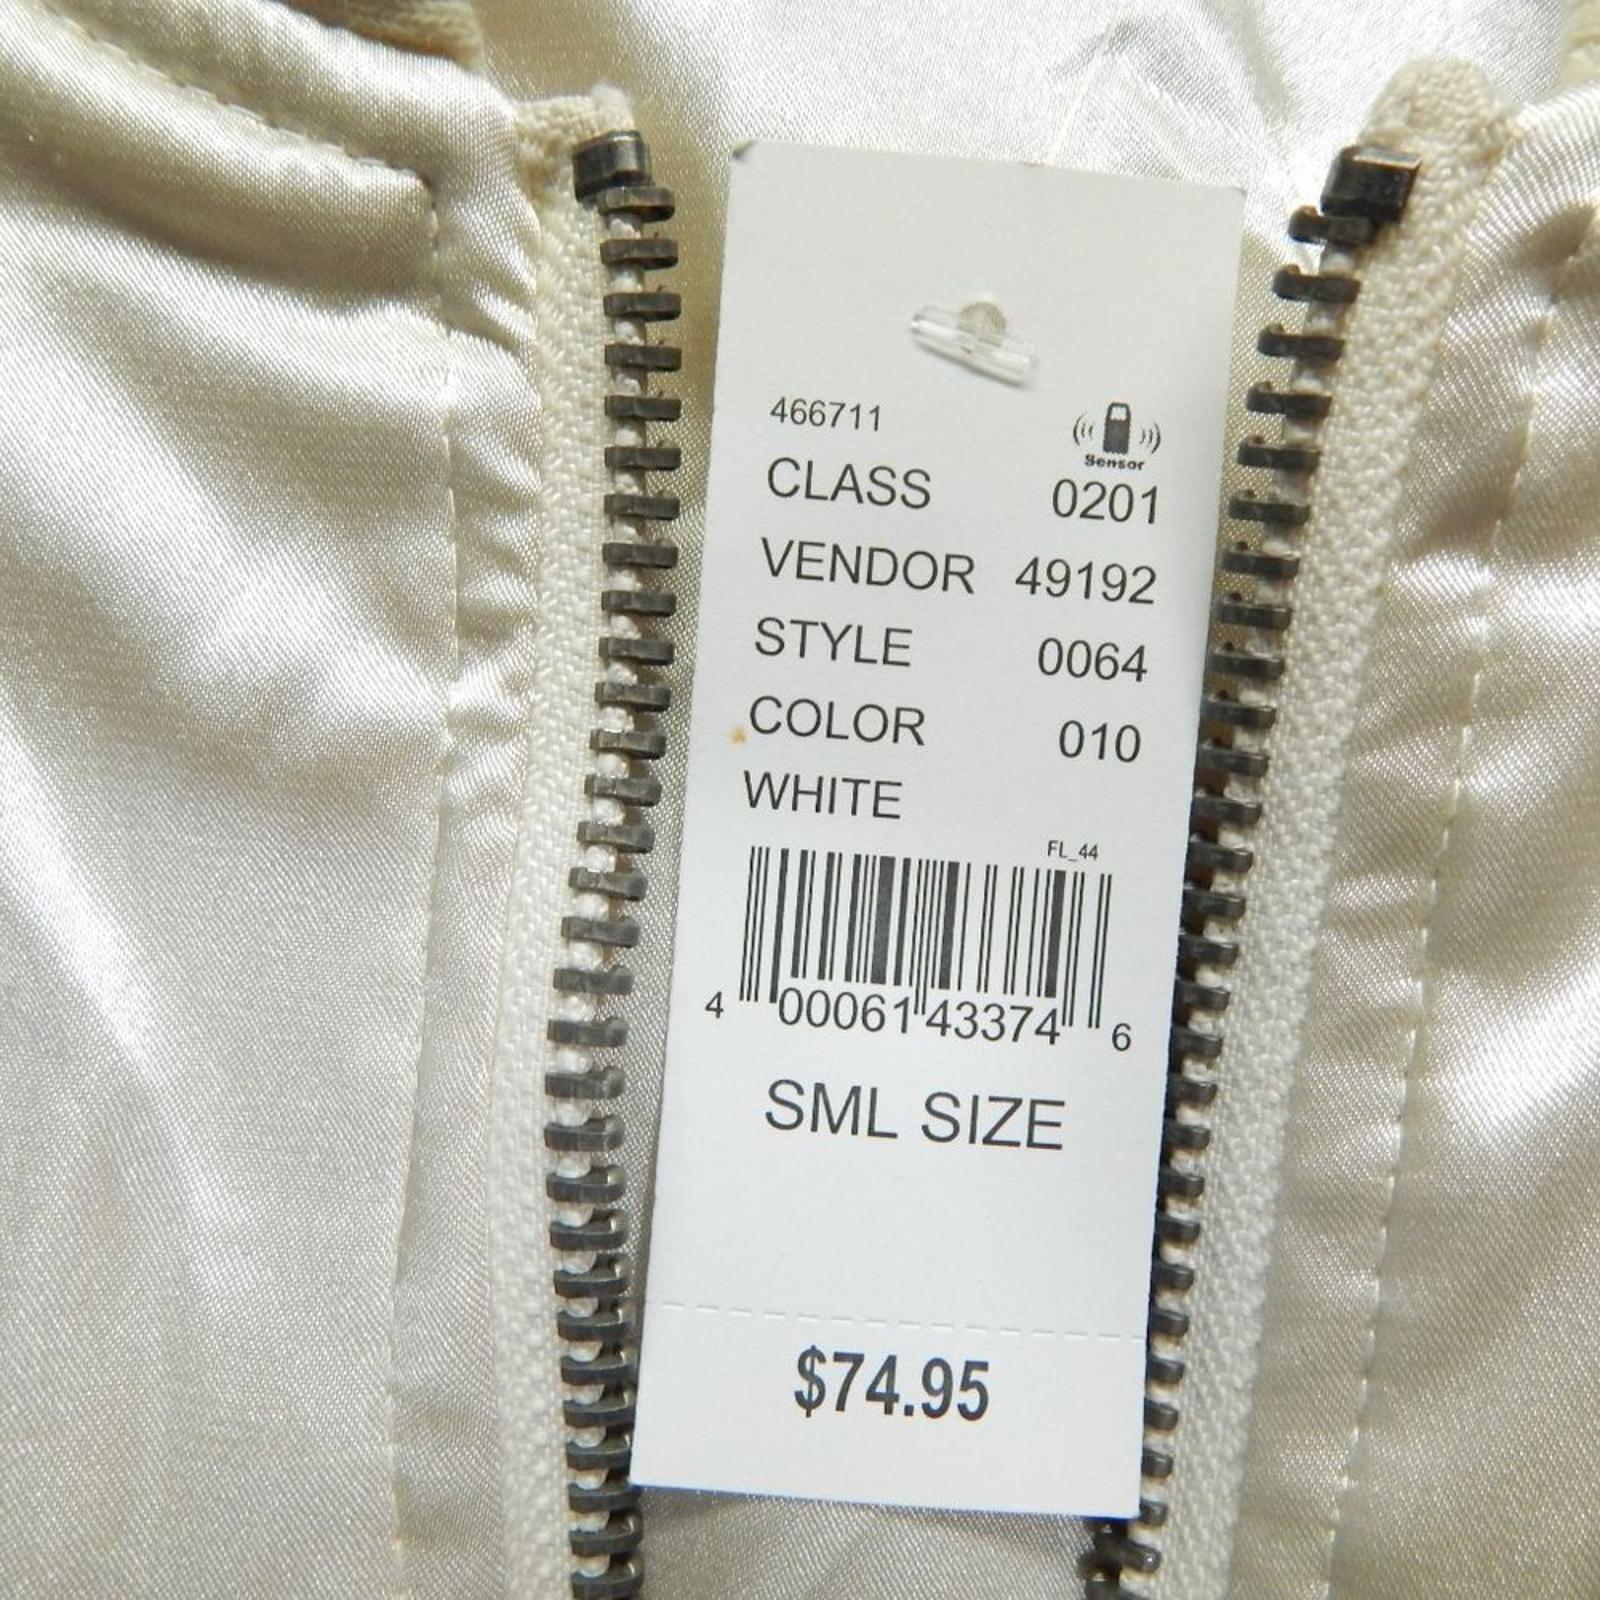 466711
Sensor
CLASS 0201
VENDOR 49192
STYLE 0064
COLOR 010
WHITE
FL_44
4 00061 43374 6
SML SIZE
$74.95